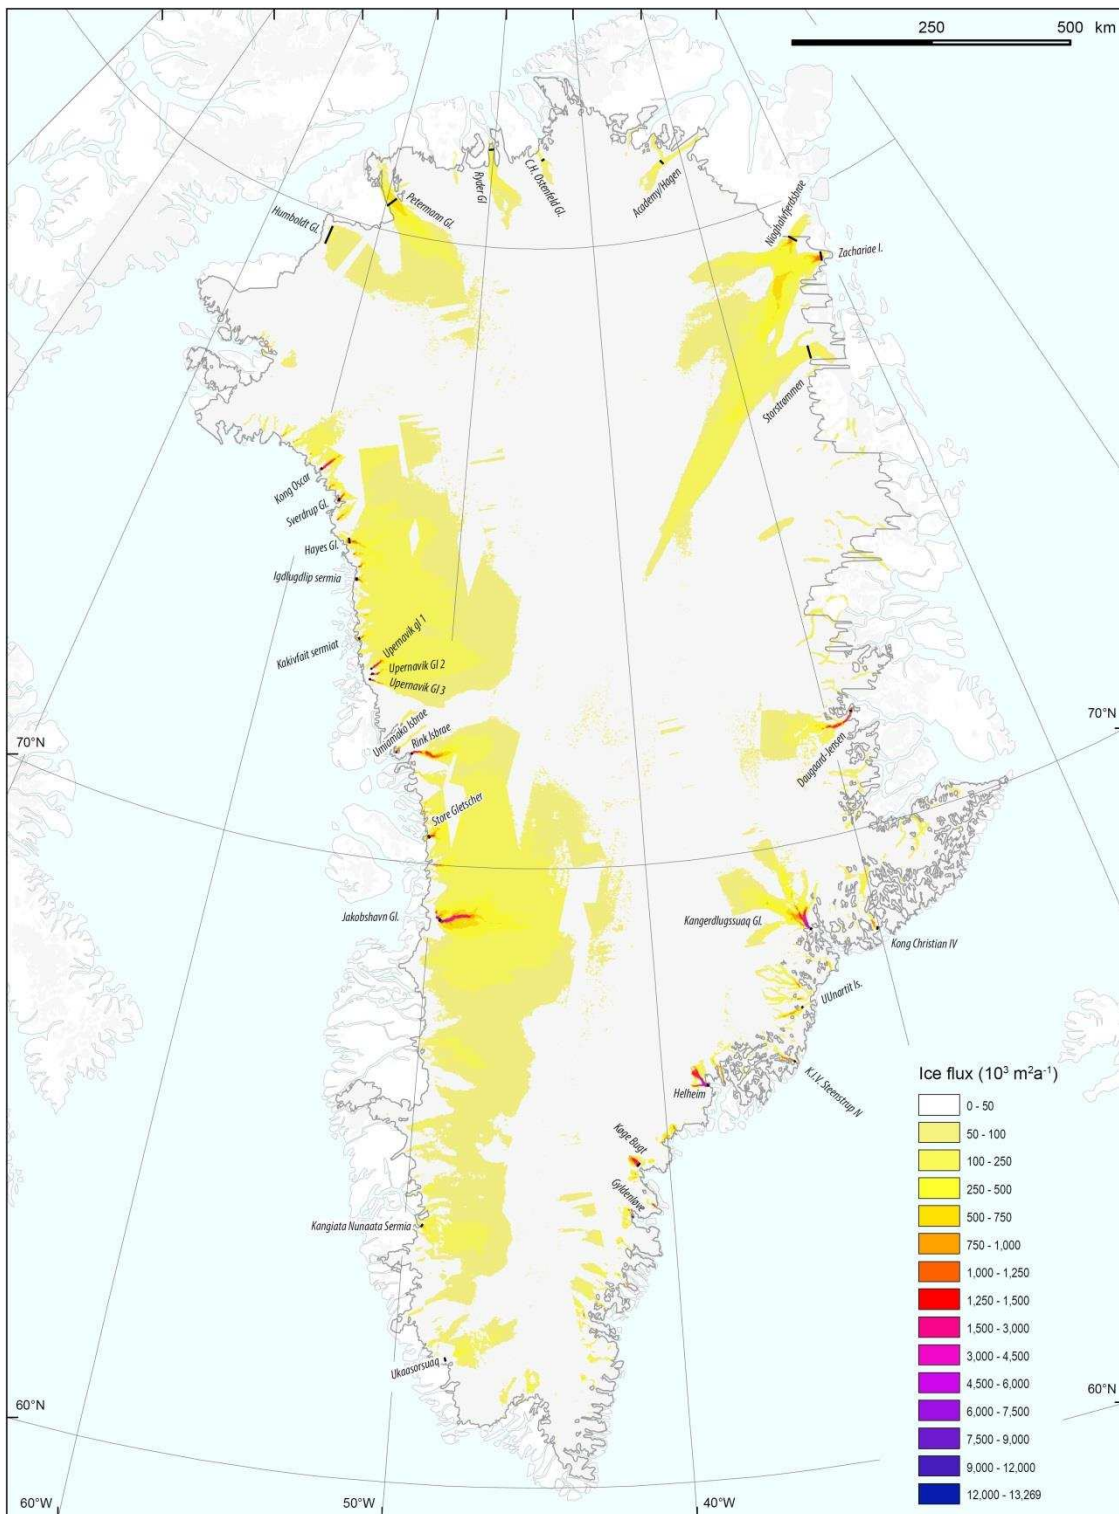 250 500 km
Ryder Gl
C.H. Ostenfeld Gl.
Academy/Hagen
Petermann Gl.
Humboldt Gl.
Nioghalvfjerdsbrae
Zachariae I.
Storstrømmen
Kong Oscar
Sverdrup Gl.
Hayes Gl.
Igdlugdlip sermia
Kakivfait sermiat
Upernavik gl 1
Upernavik Gl 2
Upernavik Gl 3
Umiamako Isbrae
Rink Isbrae
70°N
70°N
Daugaard-Jensen
Store Gletscher
Jakobshavn Gl.
Kangerdlugssuaq Gl.
Kong Christian IV
UUnartit Is.
K.I.V. Steenstrup N
Helheim
Køge Bugt
Gyldenløve
Kangiata Nunaata Sermia
Ukaasorsuaq
Ice flux (10³ m²a⁻¹)
0 - 50
50 - 100
100 - 250
250 - 500
500 - 750
750 - 1,000
1,000 - 1,250
1,250 - 1,500
1,500 - 3,000
3,000 - 4,500
4,500 - 6,000
6,000 - 7,500
7,500 - 9,000
9,000 - 12,000
12,000 - 13,269
60°N
60°N
60°W
50°W
40°W